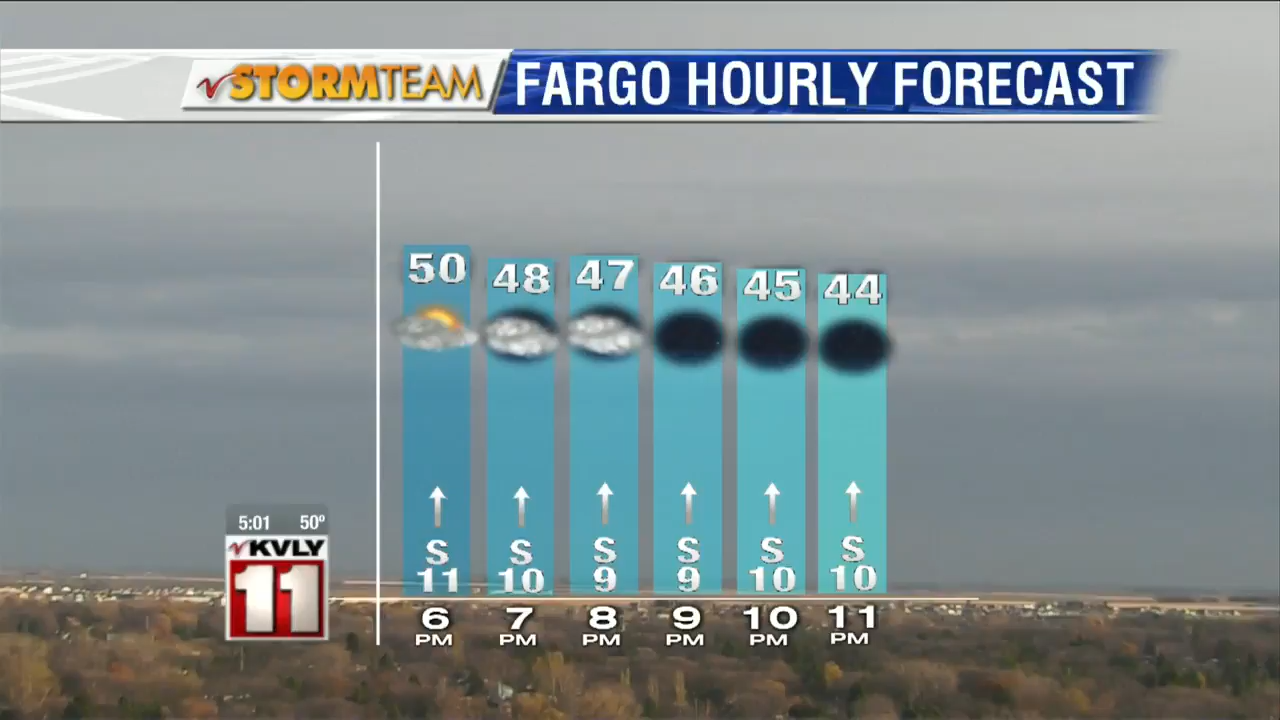 STORMTEAM FARGO HOURLY FORECAST
50 48 47 46 45 44
S S S S S S
11 10 9 9 10 10
6 7 8 9 10 11
PM PM PM PM PM PM
5:01 50º
KVLY
11